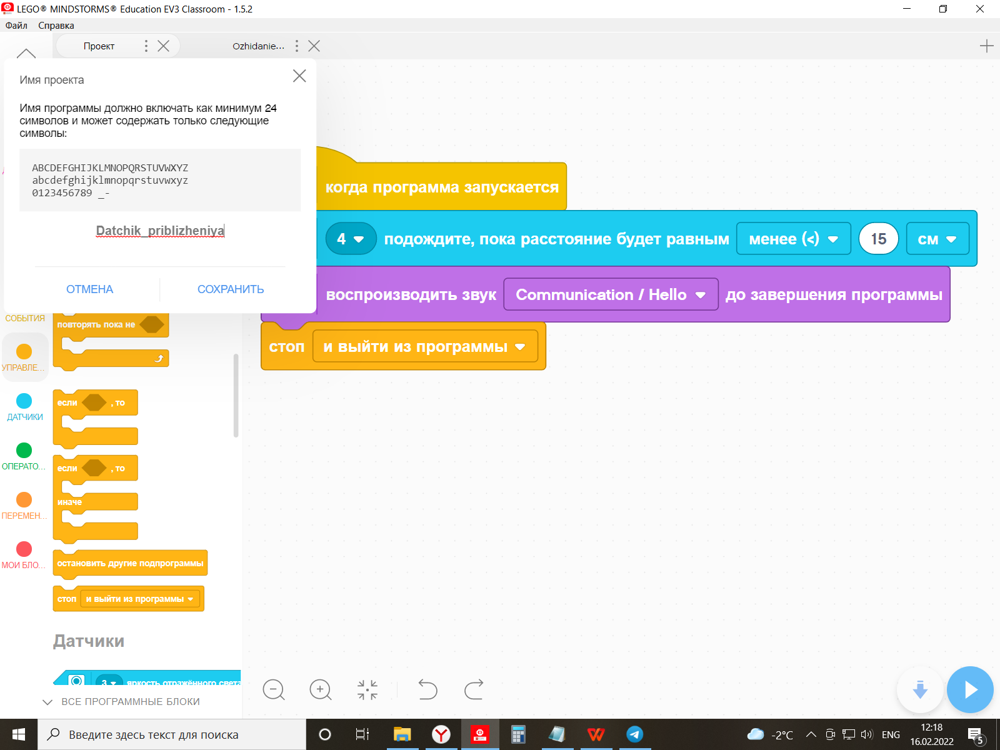 LEGO® MINDSTORMS® Education EV3 Classroom - 1.5.2
Файл Справка
Проект
Ozhidanie...
Имя проекта
Имя программы должно включать как минимум 24
символов и может содержать только следующие
символы:
ABCDEFGHIJKLMNOPQRSTUVWXYZ
abcdefghijklmnopqrstuvwxyz
0123456789 _-
Datchik_priblizheniya
ОТМЕНА
СОХРАНИТЬ
когда программа запускается
4 подождите, пока расстояние будет равным менее (<) 15 см
воспроизводить звук Communication / Hello до завершения программы
стоп и выйти из программы
СОБЫТИЯ
УПРАВЛЕ...
ДАТЧИКИ
ОПЕРАТО...
ПЕРЕМЕН...
МОИ БЛО...
повторять пока не
если , то
если , то
иначе
остановить другие подпрограммы
стоп и выйти из программы
Датчики
3 яркость отражённого света
ВСЕ ПРОГРАММНЫЕ БЛОКИ
Введите здесь текст для поиска
-2°C
ENG
12:18
16.02.2022
5